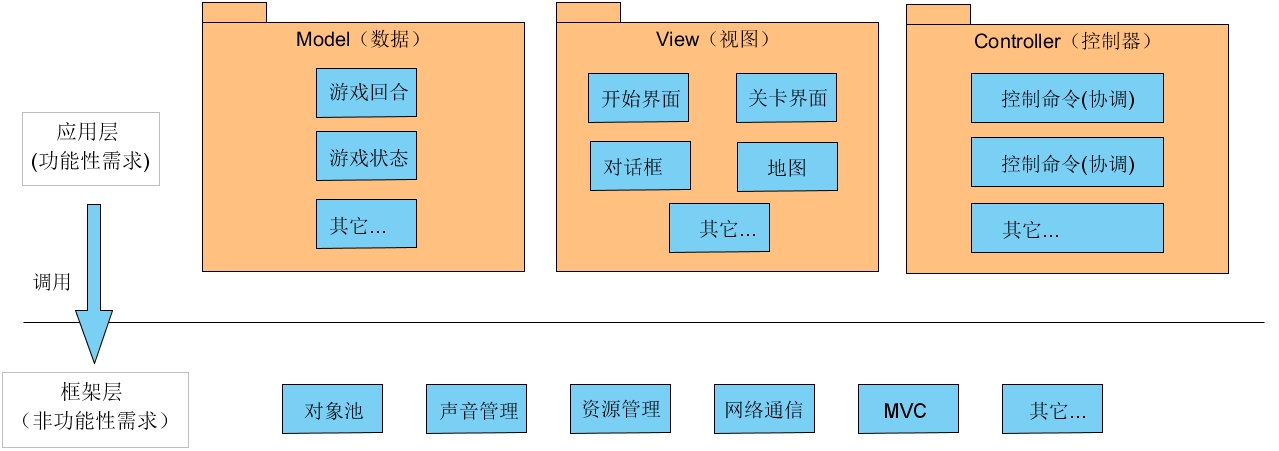 Model（数据）
游戏回合
游戏状态
其它...
View（视图）
开始界面
关卡界面
对话框
地图
其它...
Controller（控制器）
控制命令(协调)
控制命令(协调)
其它...
应用层
(功能性需求)
调用
框架层
（非功能性需求）
对象池
声音管理
资源管理
网络通信
MVC
其它...